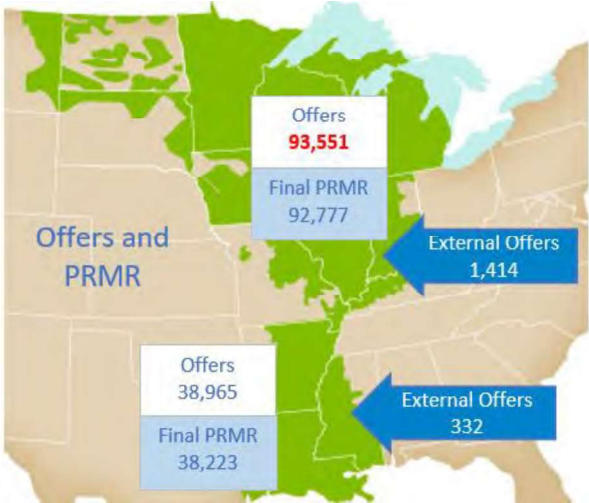 Offers
93,551
Final PRMR
92,777
Offers and
PRMR
External Offers
1,414
Offers
38,965
Final PRMR
38,223
External Offers
332